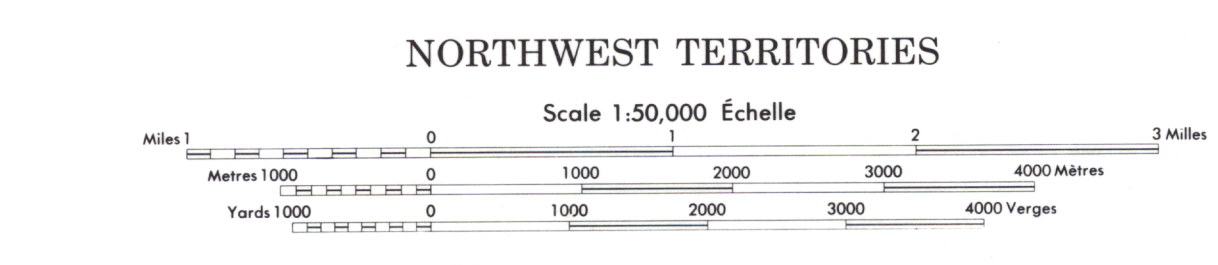 NORTHWEST TERRITORIES
Scale 1:50,000 Échelle
Miles 1 0 1 2 3 Milles
Metres 1000 0 1000 2000 3000 4000 Mètres
Yards 1000 0 1000 2000 3000 4000 Verges